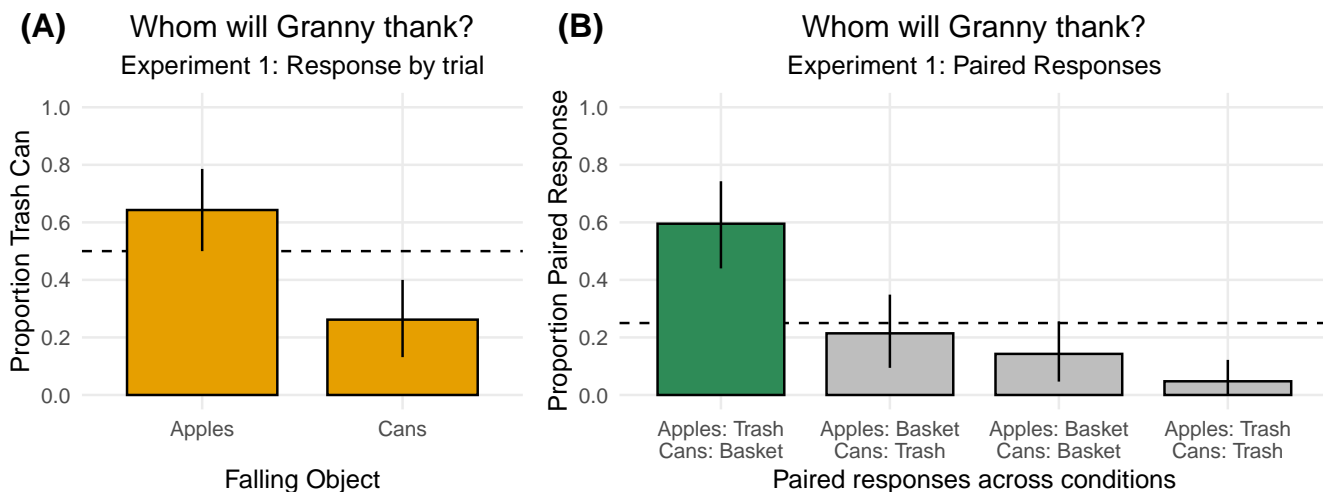 (A)
Whom will Granny thank?
Experiment 1: Response by trial
Proportion Trash Can
1.0
0.8
0.6
0.4
0.2
0.0
Apples
Cans
Falling Object
(B)
Whom will Granny thank?
Experiment 1: Paired Responses
Proportion Paired Response
1.0
0.8
0.6
0.4
0.2
0.0
Apples: Trash
Cans: Basket
Apples: Basket
Cans: Trash
Apples: Basket
Cans: Basket
Apples: Trash
Cans: Trash
Paired responses across conditions